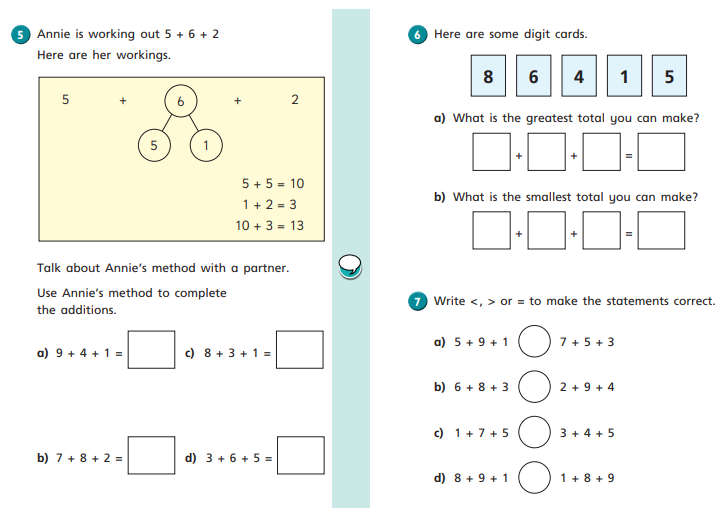 5 Annie is working out 5 + 6 + 2
Here are her workings.
5 + 6 + 2
5 1
5 + 5 = 10
1 + 2 = 3
10 + 3 = 13
Talk about Annie's method with a partner.
Use Annie's method to complete
the additions.
a) 9 + 4 + 1 =
c) 8 + 3 + 1 =
b) 7 + 8 + 2 =
d) 3 + 6 + 5 =
6 Here are some digit cards.
8 6 4 1 5
a) What is the greatest total you can make?
+ + =
b) What is the smallest total you can make?
+ + =
7 Write <, > or = to make the statements correct.
a) 5 + 9 + 1 7 + 5 + 3
b) 6 + 8 + 3 2 + 9 + 4
c) 1 + 7 + 5 3 + 4 + 5
d) 8 + 9 + 1 1 + 8 + 9